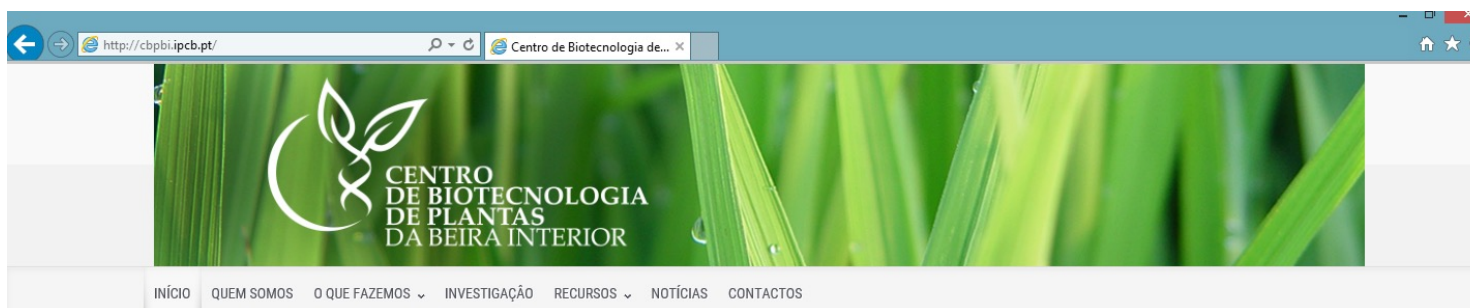 http://cbpbi.ipcb.pt/
Centro de Biotecnologia de...
CENTRO
DE BIOTECNOLOGIA
DE PLANTAS
DA BEIRA INTERIOR
INÍCIO QUEM SOMOS O QUE FAZEMOS INVESTIGAÇÂO RECURSOS NOTÍCIAS CONTACTOS